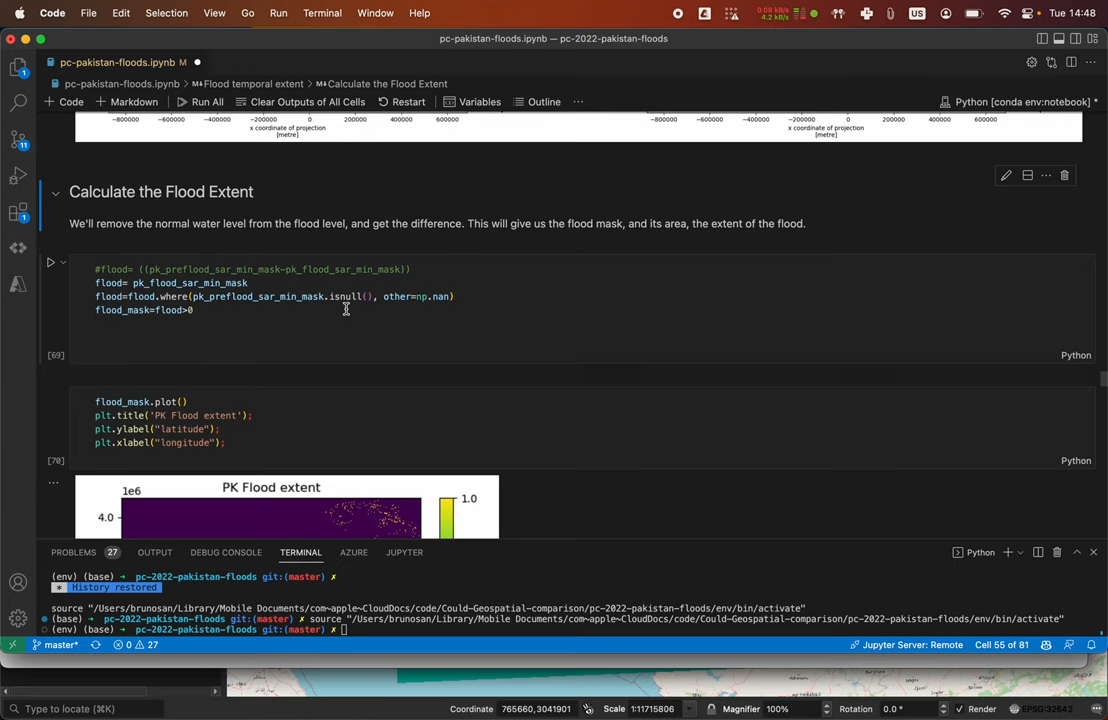 Code File Edit Selection View Go Run Terminal Window Help 0.08 kB/s 4.2 kB/s US Tue 14:48
pc-pakistan-floods.ipynb — pc-2022-pakistan-floods
pc-pakistan-floods.ipynb M
pc-pakistan-floods.ipynb > M↓Flood temporal extent > M↓Calculate the Flood Extent
+ Code + Markdown Run All Clear Outputs of All Cells Restart Variables Outline ... Python [conda env:notebook] *
−800000 −600000 −400000 −200000 0 200000 400000 600000 −800000 −600000 −400000 −200000 0 200000 400000 600000
x coordinate of projection x coordinate of projection
[metre] [metre]
Calculate the Flood Extent
We'll remove the normal water level from the flood level, and get the difference. This will give us the flood mask, and its area, the extent of the flood.
#flood= ((pk_preflood_sar_min_mask-pk_flood_sar_min_mask))
flood= pk_flood_sar_min_mask
flood=flood.where(pk_preflood_sar_min_mask.isnull(), other=np.nan)
flood_mask=flood>0
[69] Python
flood_mask.plot()
plt.title('PK Flood extent');
plt.ylabel("latitude");
plt.xlabel("longitude");
[70] Python
1e6 PK Flood extent
1.0
4.0
PROBLEMS 27 OUTPUT DEBUG CONSOLE TERMINAL AZURE JUPYTER Python
(env) (base) → pc-2022-pakistan-floods git:(master) ✗
* History restored
source "/Users/brunosan/Library/Mobile Documents/com~apple~CloudDocs/code/Could-Geospatial-comparison/pc-2022-pakistan-floods/env/bin/activate"
(base) → pc-2022-pakistan-floods git:(master) ✗ source "/Users/brunosan/Library/Mobile Documents/com~apple~CloudDocs/code/Could-Geospatial-comparison/pc-2022-pakistan-floods/env/bin/activate"
(env) (base) → pc-2022-pakistan-floods git:(master) ✗
master* 0 27 Jupyter Server: Remote Cell 55 of 81
Type to locate (⌘K) Coordinate 765660,3041901 Scale 1:11715806 Magnifier 100% Rotation 0.0 ° Render EPSG:32642
1 11 1